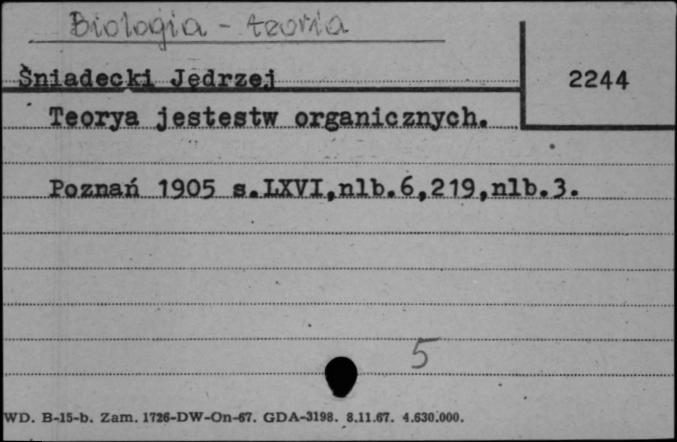 Biologia - teoria
Śniadecki Jędrzej
2244
Teorya jestestw organicznych.
Poznań 1905 s.LXVI,nlb.6,219,nlb.3.
5
WD. B-15-b. Zam. 1726-DW-On-67. GDA-3198. 8.11.67. 4.630.000.